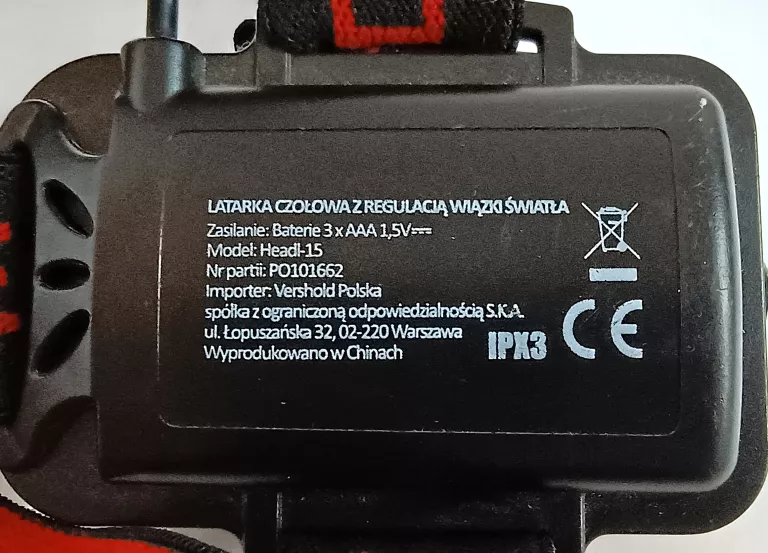 LATARKA CZOŁOWA Z REGULACJĄ WIĄZKI ŚWIATŁA
Zasilanie: Baterie 3 x AAA 1,5V⎓
Model: Headl-15
Nr partii: PO101662
Importer: Vershold Polska
spółka z ograniczoną odpowiedzialnością S.K.A.
ul. Łopuszańska 32, 02-220 Warszawa
Wyprodukowano w Chinach
IPX3
CE